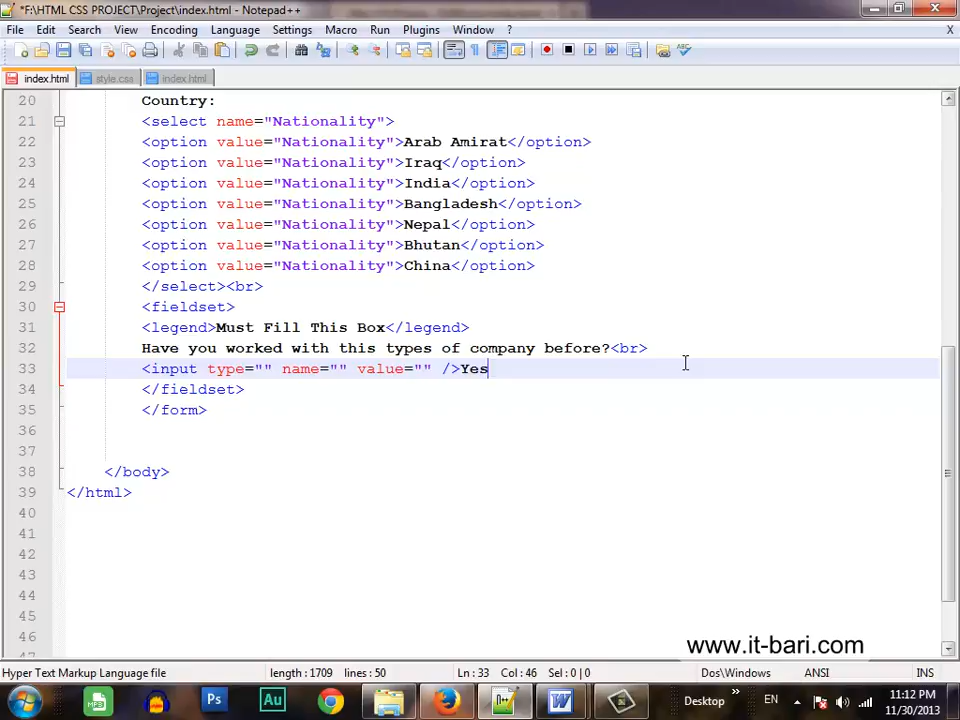 *F:\HTML CSS PROJECT\Project\index.html - Notepad++
File Edit Search View Encoding Language Settings Macro Run Plugins Window ? X
index.html style.css index.html
20 Country:
21 <select name="Nationality">
22 <option value="Nationality">Arab Amirat</option>
23 <option value="Nationality">Iraq</option>
24 <option value="Nationality">India</option>
25 <option value="Nationality">Bangladesh</option>
26 <option value="Nationality">Nepal</option>
27 <option value="Nationality">Bhutan</option>
28 <option value="Nationality">China</option>
29 </select><br>
30 <fieldset>
31 <legend>Must Fill This Box</legend>
32 Have you worked with this types of company before?<br>
33 <input type="" name="" value="" />Yes
34 </fieldset>
35 </form>
36
37
38 </body>
39 </html>
40
41
42
43
44
45
46
www.it-bari.com
Hyper Text Markup Language file length : 1709 lines : 50 Ln : 33 Col : 46 Sel : 0 | 0 Dos\Windows ANSI INS
MP3 Ps Au W Desktop » EN 11:12 PM
11/30/2013